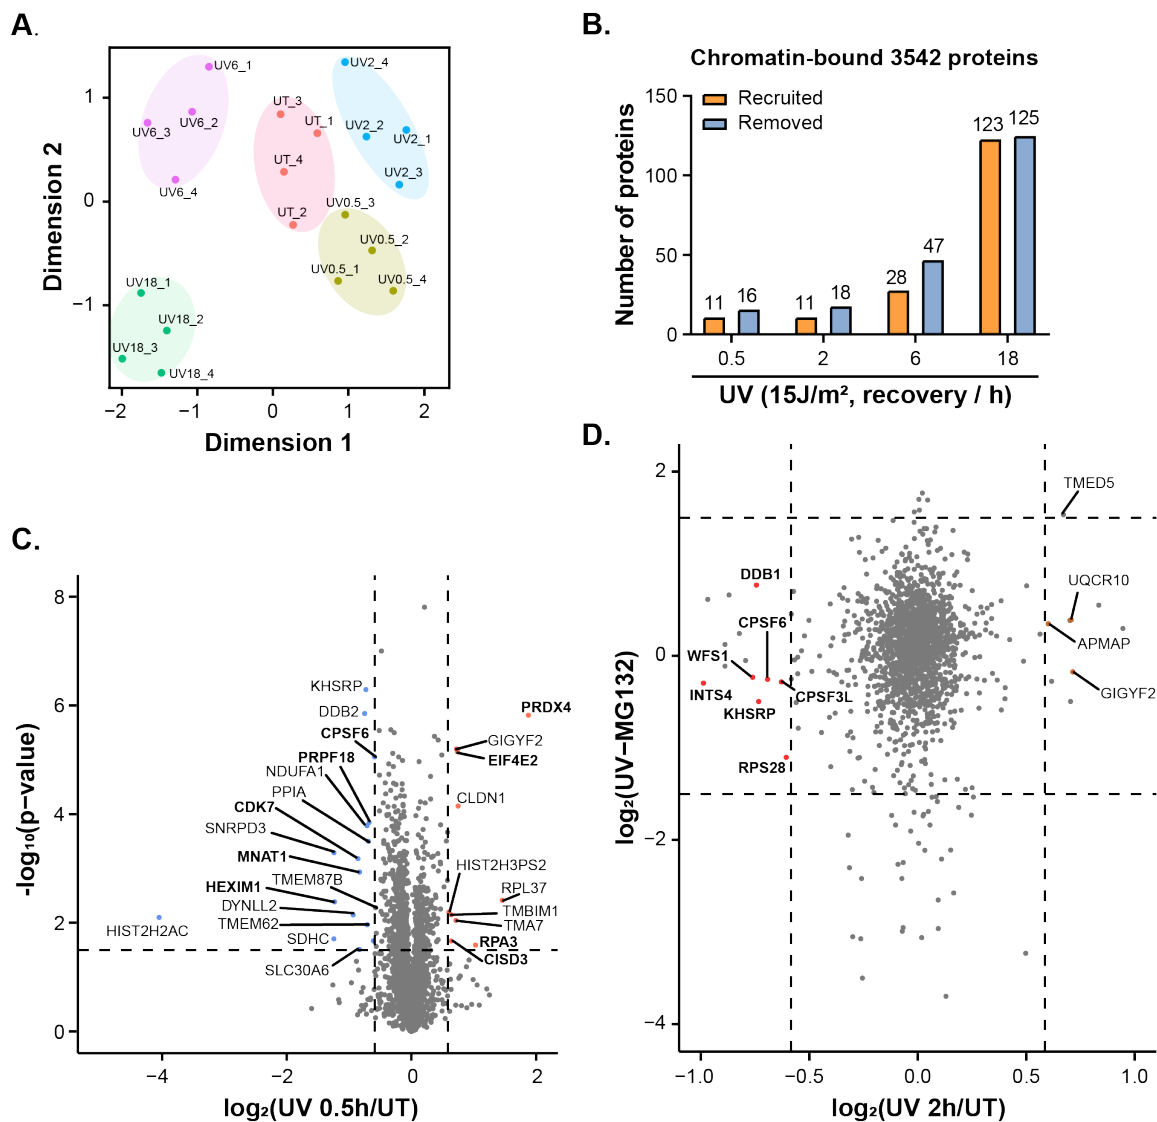 A.
UV6_1
UV6_2
UV6_3
UV6_4
UT_3
UT_1
UT_4
UT_2
UV2_4
UV2_2
UV2_1
UV2_3
UV0.5_3
UV0.5_2
UV0.5_1
UV0.5_4
UV18_1
UV18_2
UV18_3
UV18_4
1
0
−1
−2
−1
0
1
2
Dimension 2
Dimension 1
B.
Chromatin-bound 3542 proteins
Recruited
Removed
150
100
50
0
Number of proteins
11
16
11
18
28
47
123
125
0.5
2
6
18
UV (15J/m², recovery / h)
C.
8
6
4
2
0
-log₁₀(p−value)
KHSRP
DDB2
CPSF6
PRPF18
NDUFA1
PPIA
CDK7
SNRPD3
MNAT1
TMEM87B
HEXIM1
DYNLL2
TMEM62
HIST2H2AC
SDHC
SLC30A6
PRDX4
GIGYF2
EIF4E2
CLDN1
HIST2H3PS2
RPL37
TMBIM1
TMA7
RPA3
CISD3
−4
−2
0
2
log₂(UV 0.5h/UT)
D.
2
0
−2
−4
log₂(UV−MG132)
TMED5
DDB1
UQCR10
CPSF6
APMAP
WFS1
INTS4
CPSF3L
KHSRP
GIGYF2
RPS28
−1.0
−0.5
0.0
0.5
1.0
log₂(UV 2h/UT)